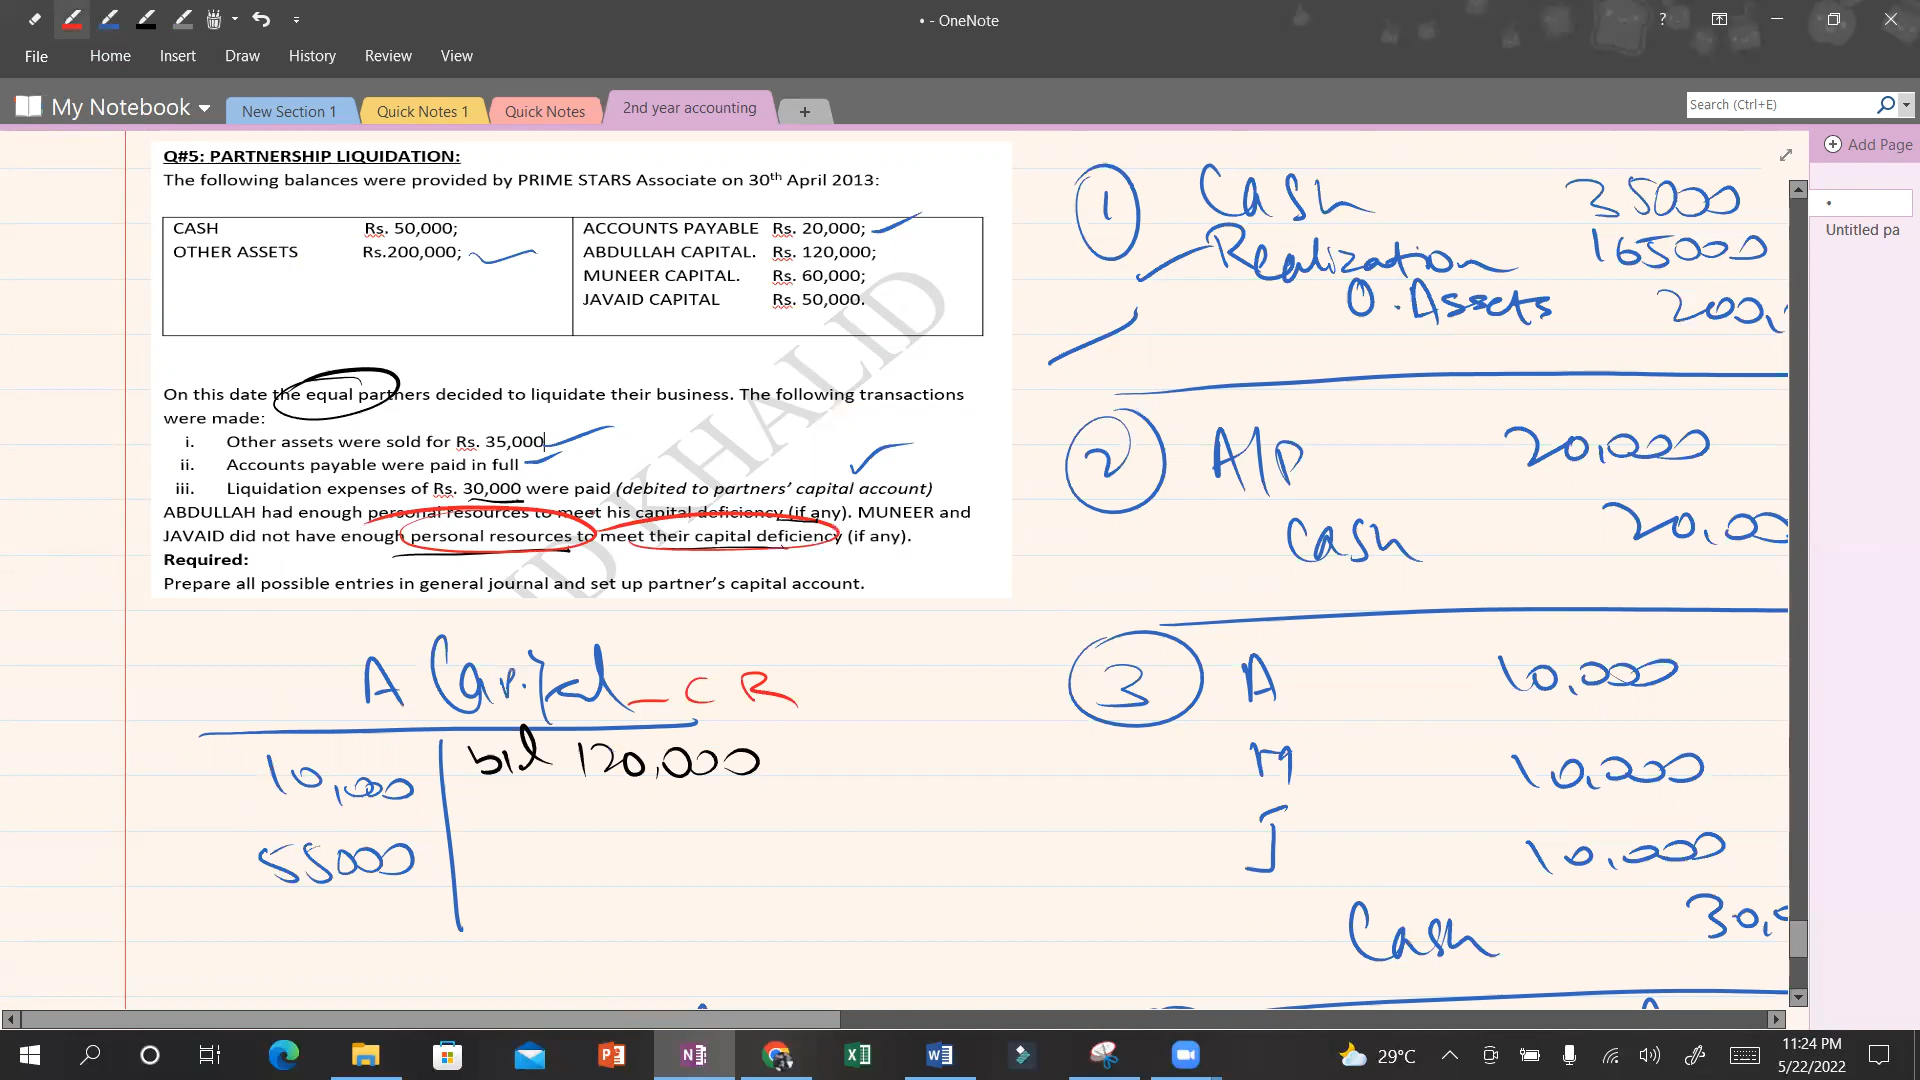 • - OneNote
File Home Insert Draw History Review View
My Notebook New Section 1 Quick Notes 1 Quick Notes 2nd year accounting +
Search (Ctrl+E)
Add Page
•
Untitled pa
Q#5: PARTNERSHIP LIQUIDATION:
The following balances were provided by PRIME STARS Associate on 30th April 2013:
CASH Rs. 50,000;
OTHER ASSETS Rs.200,000;
ACCOUNTS PAYABLE Rs. 20,000;
ABDULLAH CAPITAL. Rs. 120,000;
MUNEER CAPITAL. Rs. 60,000;
JAVAID CAPITAL Rs. 50,000.
On this date the equal partners decided to liquidate their business. The following transactions
were made:
i. Other assets were sold for Rs. 35,000
ii. Accounts payable were paid in full
iii. Liquidation expenses of Rs. 30,000 were paid (debited to partners' capital account)
ABDULLAH had enough personal resources to meet his capital deficiency (if any). MUNEER and
JAVAID did not have enough personal resources to meet their capital deficiency (if any).
Required:
Prepare all possible entries in general journal and set up partner's capital account.
KHALID
A Capital - CR
10,000 bd 120,000
55000
1 Cash 35000
Realization 165000
O. Assets 200,
2 A/p 20,000
Cash 20,00
3 A 10,000
M 10,000
J 10,000
Cash 30,0
29°C
11:24 PM
5/22/2022